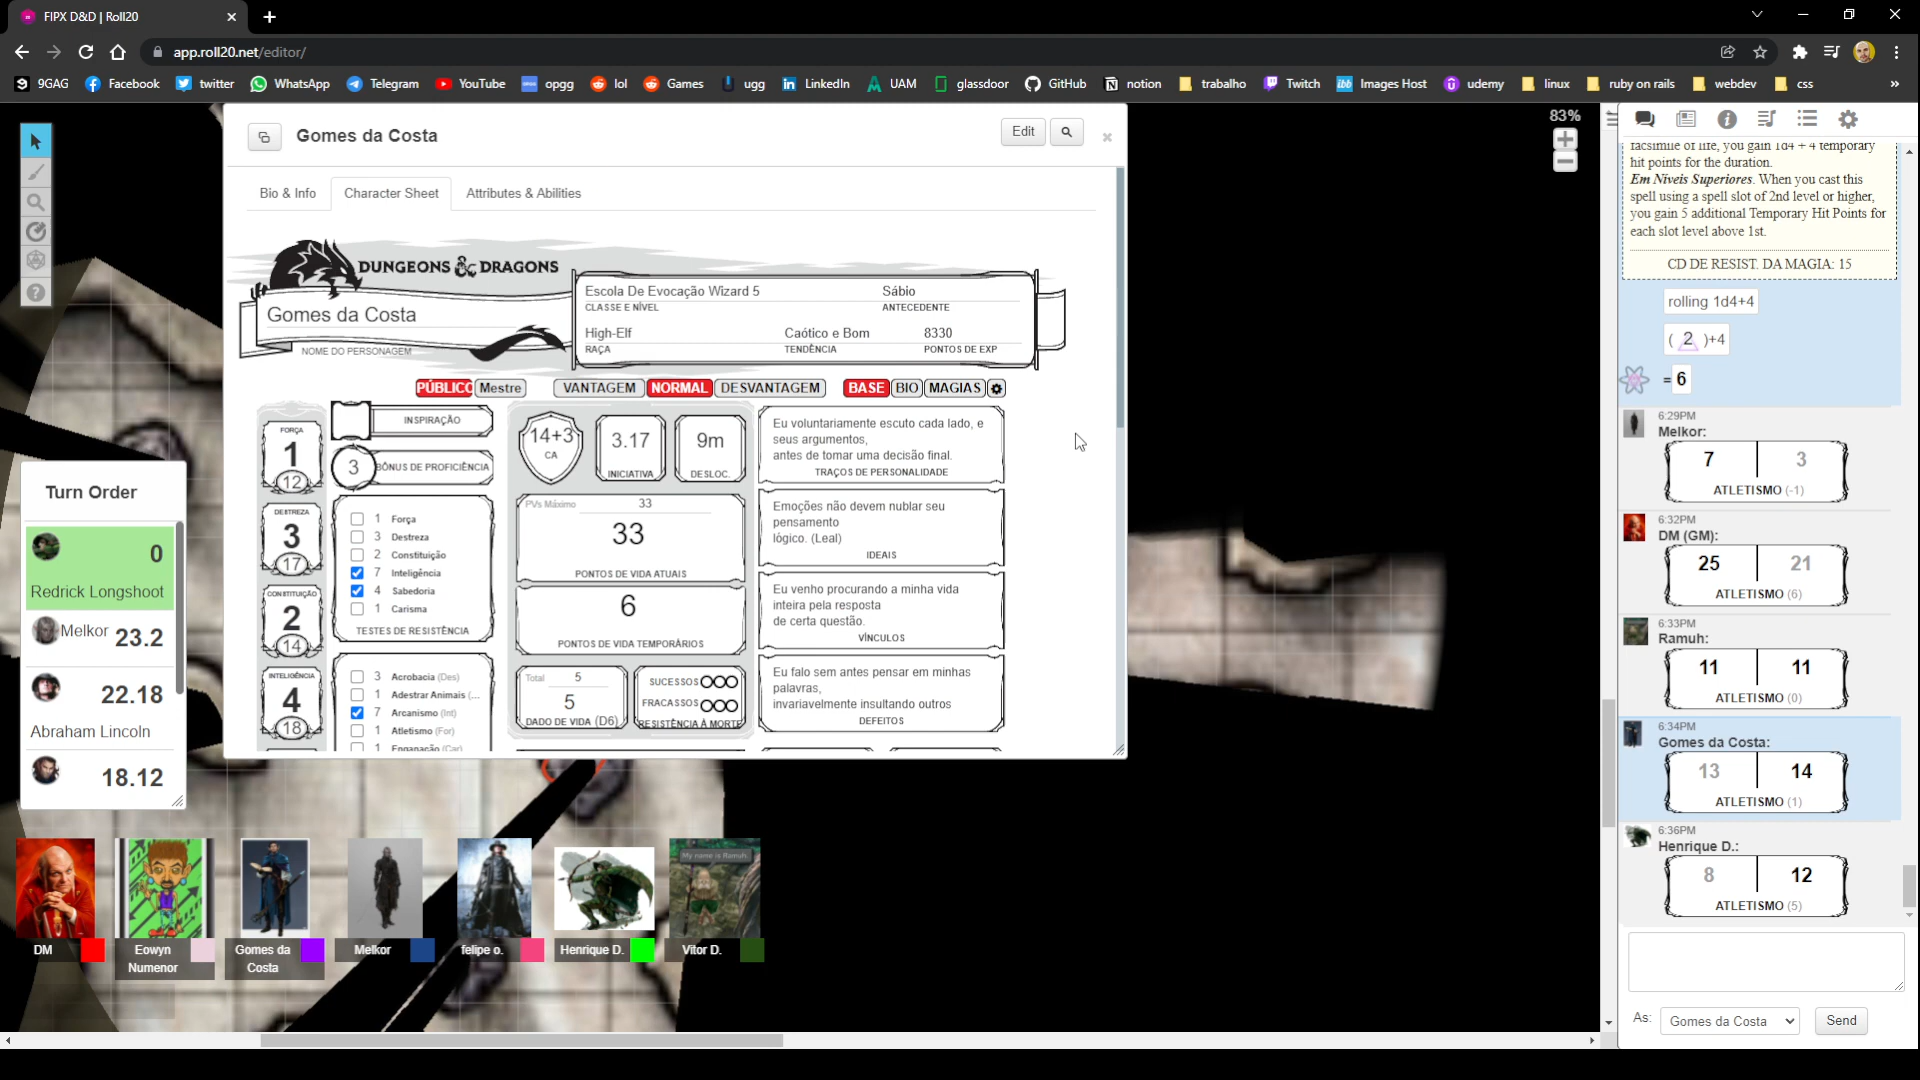 FIPX D&D | Roll20
app.roll20.net/editor/
9GAG Facebook twitter WhatsApp Telegram YouTube opgg lol Games ugg LinkedIn UAM glassdoor GitHub notion trabalho Twitch Images Host udemy linux ruby on rails webdev css »
Gomes da Costa
Edit
Bio & Info
Character Sheet
Attributes & Abilities
DUNGEONS & DRAGONS
Gomes da Costa
NOME DO PERSONAGEM
Escola De Evocação Wizard 5
CLASSE E NÍVEL
Sábio
ANTECEDENTE
High-Elf
RAÇA
Caótico e Bom
TENDÊNCIA
8330
PONTOS DE EXP
PÚBLICO Mestre
VANTAGEM NORMAL DESVANTAGEM
BASE BIO MAGIAS
FORÇA
1
12
DESTREZA
3
17
CONSTITUIÇÃO
2
14
INTELIGÊNCIA
4
18
INSPIRAÇÃO
3
BÔNUS DE PROFICIÊNCIA
1 Força
3 Destreza
2 Constituição
7 Inteligência
4 Sabedoria
1 Carisma
TESTES DE RESISTÊNCIA
3 Acrobacia (Des)
1 Adestrar Animais (...
7 Arcanismo (Int)
1 Atletismo (For)
1 Enganação (Car)
14+3
CA
3.17
INICIATIVA
9m
DESLOC.
PVs Máximo 33
33
PONTOS DE VIDA ATUAIS
6
PONTOS DE VIDA TEMPORÁRIOS
Total 5
5
DADO DE VIDA (D6)
SUCESSOS
FRACASSOS
RESISTÊNCIA À MORTE
Eu voluntariamente escuto cada lado, e
seus argumentos,
antes de tomar uma decisão final.
TRAÇOS DE PERSONALIDADE
Emoções não devem nublar seu
pensamento
lógico. (Leal)
IDEAIS
Eu venho procurando a minha vida
inteira pela resposta
de certa questão.
VÍNCULOS
Eu falo sem antes pensar em minhas
palavras,
invariavelmente insultando outros
DEFEITOS
83%
Turn Order
0
Redrick Longshoot
Melkor 23.2
22.18
Abraham Lincoln
18.12
DM
Eowyn
Numenor
Gomes da
Costa
Melkor
felipe o.
Henrique D.
My name is Ramuh.
Vitor D.
facsimile of life, you gain 1d4 + 4 temporary
hit points for the duration.
Em Níveis Superiores. When you cast this
spell using a spell slot of 2nd level or higher,
you gain 5 additional Temporary Hit Points for
each slot level above 1st.
CD DE RESIST. DA MAGIA: 15
rolling 1d4+4
( 2 )+4
= 6
6:29PM
Melkor:
7 3
ATLETISMO (-1)
6:32PM
DM (GM):
25 21
ATLETISMO (6)
6:33PM
Ramuh:
11 11
ATLETISMO (0)
6:34PM
Gomes da Costa:
13 14
ATLETISMO (1)
6:36PM
Henrique D.:
8 12
ATLETISMO (5)
As: Gomes da Costa
Send